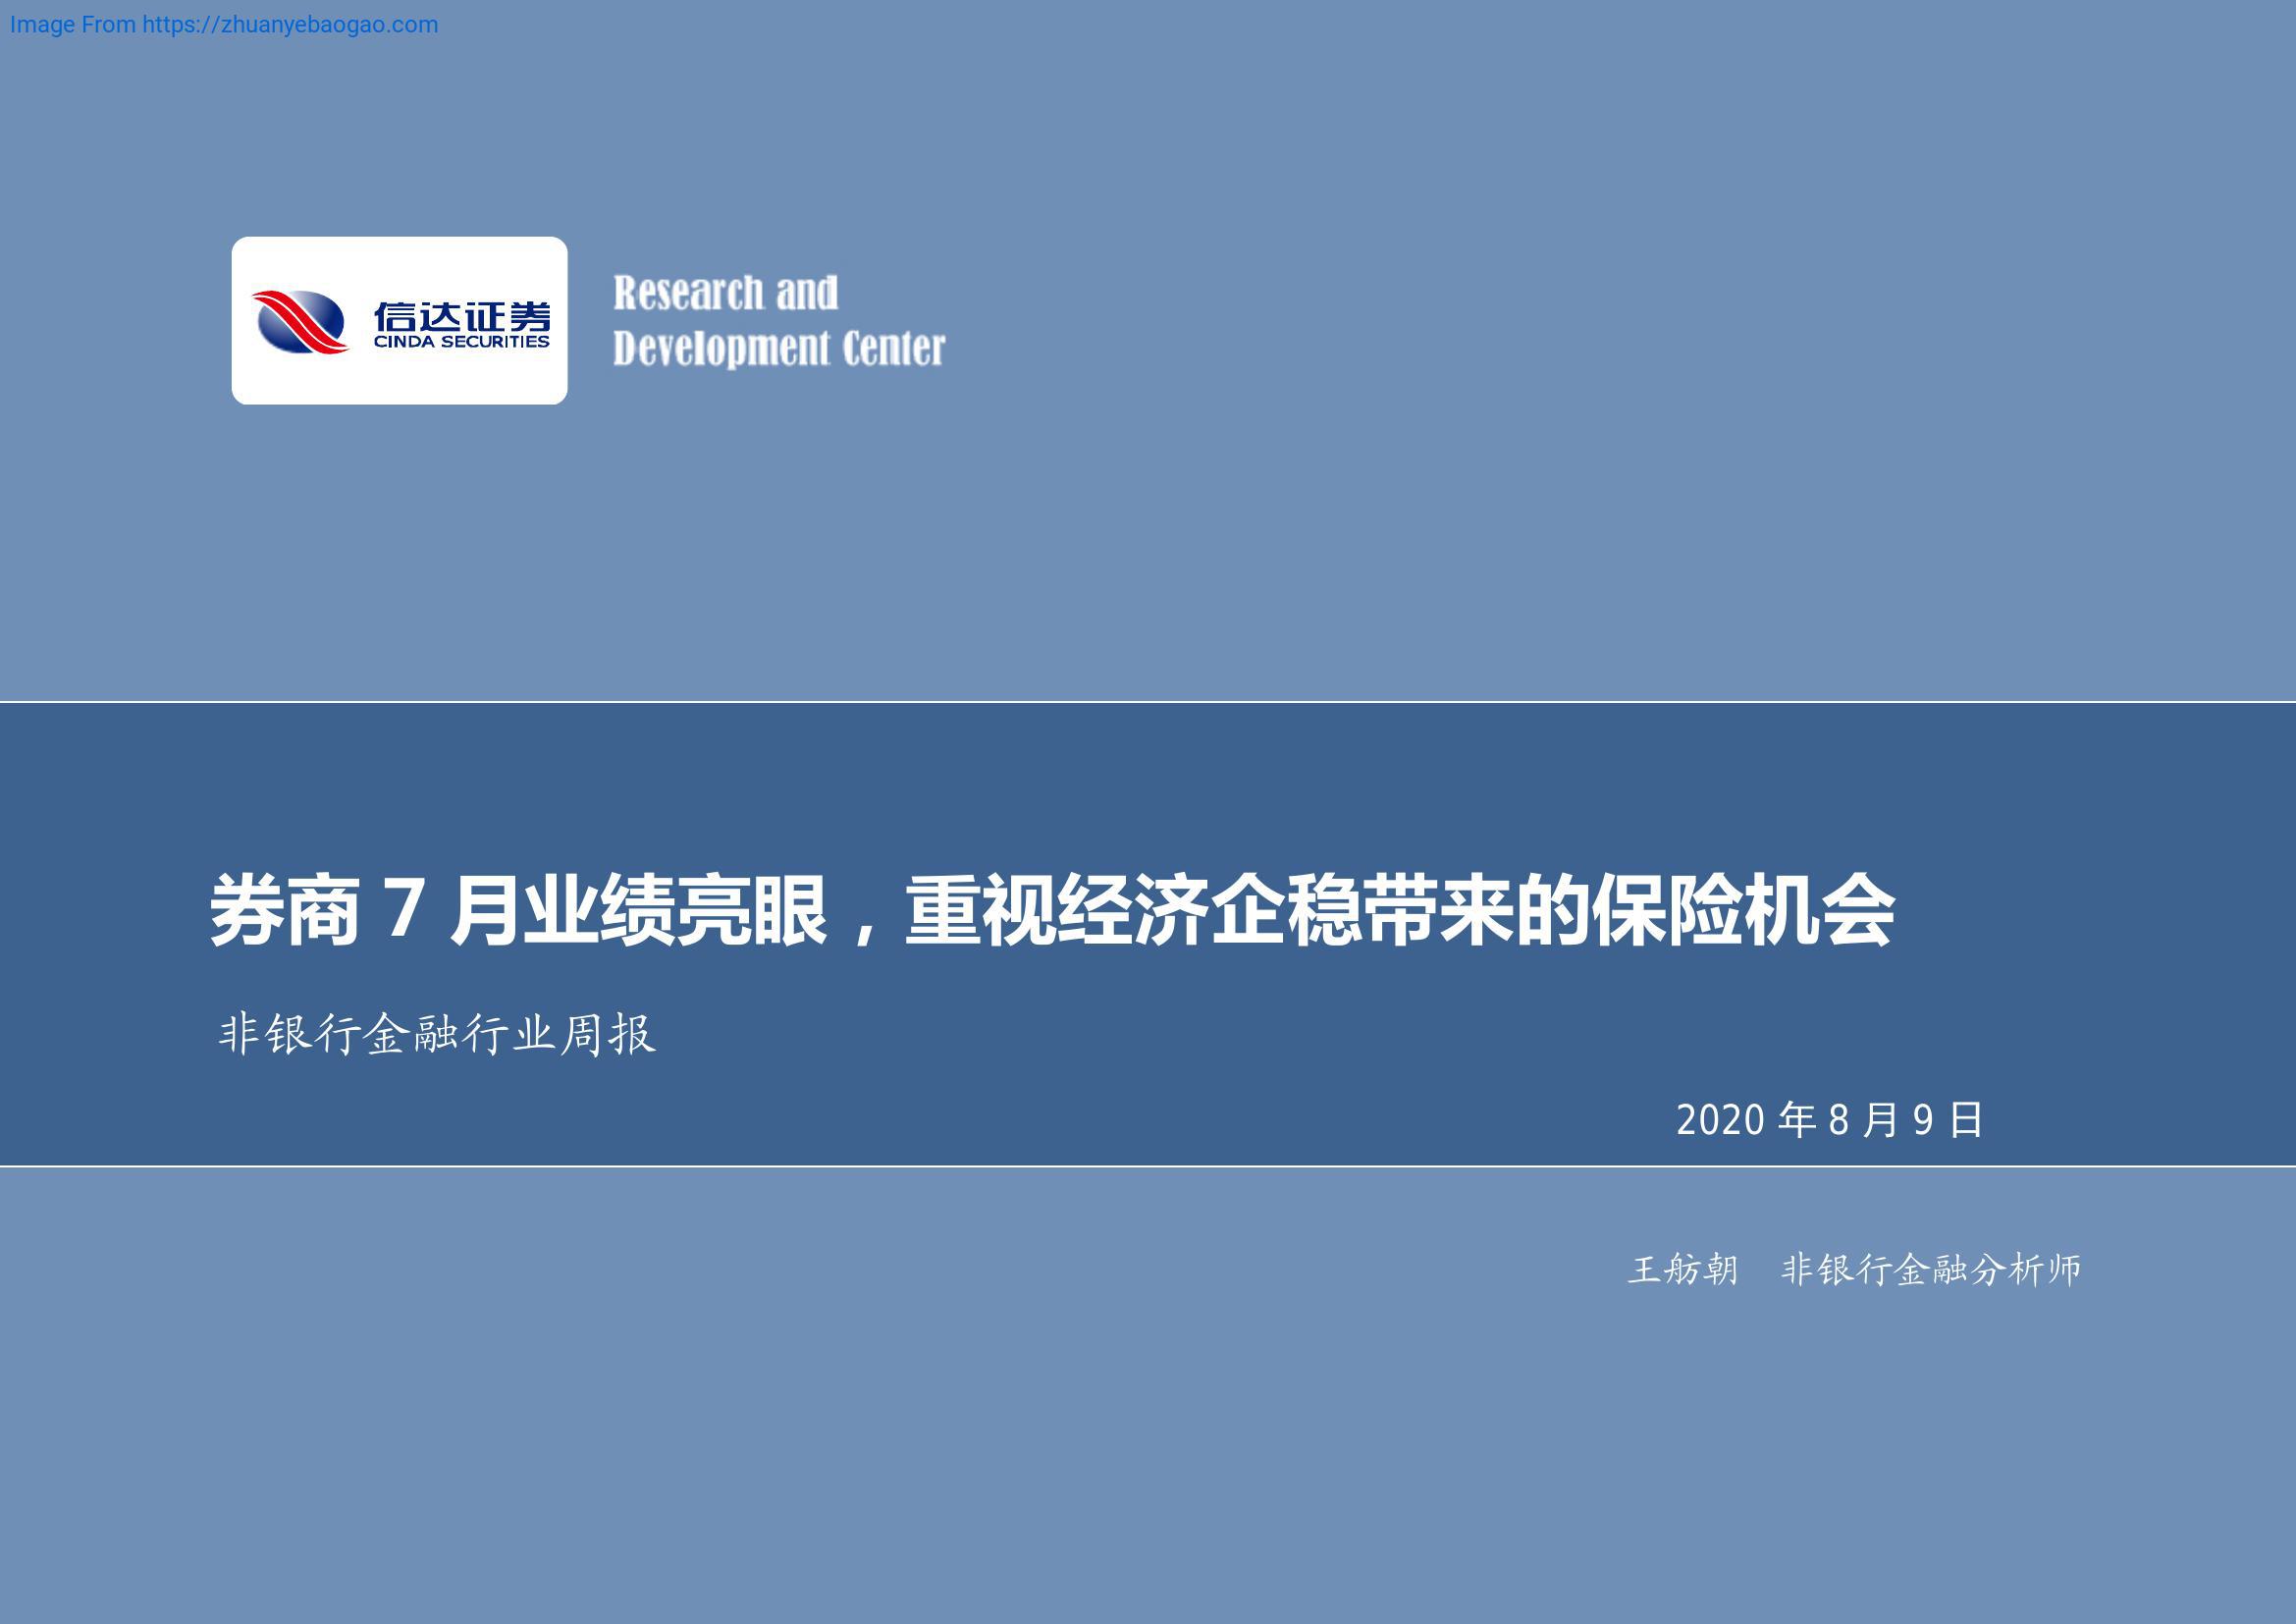 Image From https://zhuanyebaogao.com
信达证券
CINDA SECURITIES
Research and
Development Center
券商 7 月业绩亮眼，重视经济企稳带来的保险机会
非银行金融行业周报
2020 年 8 月 9 日
王舫朝 非银行金融分析师